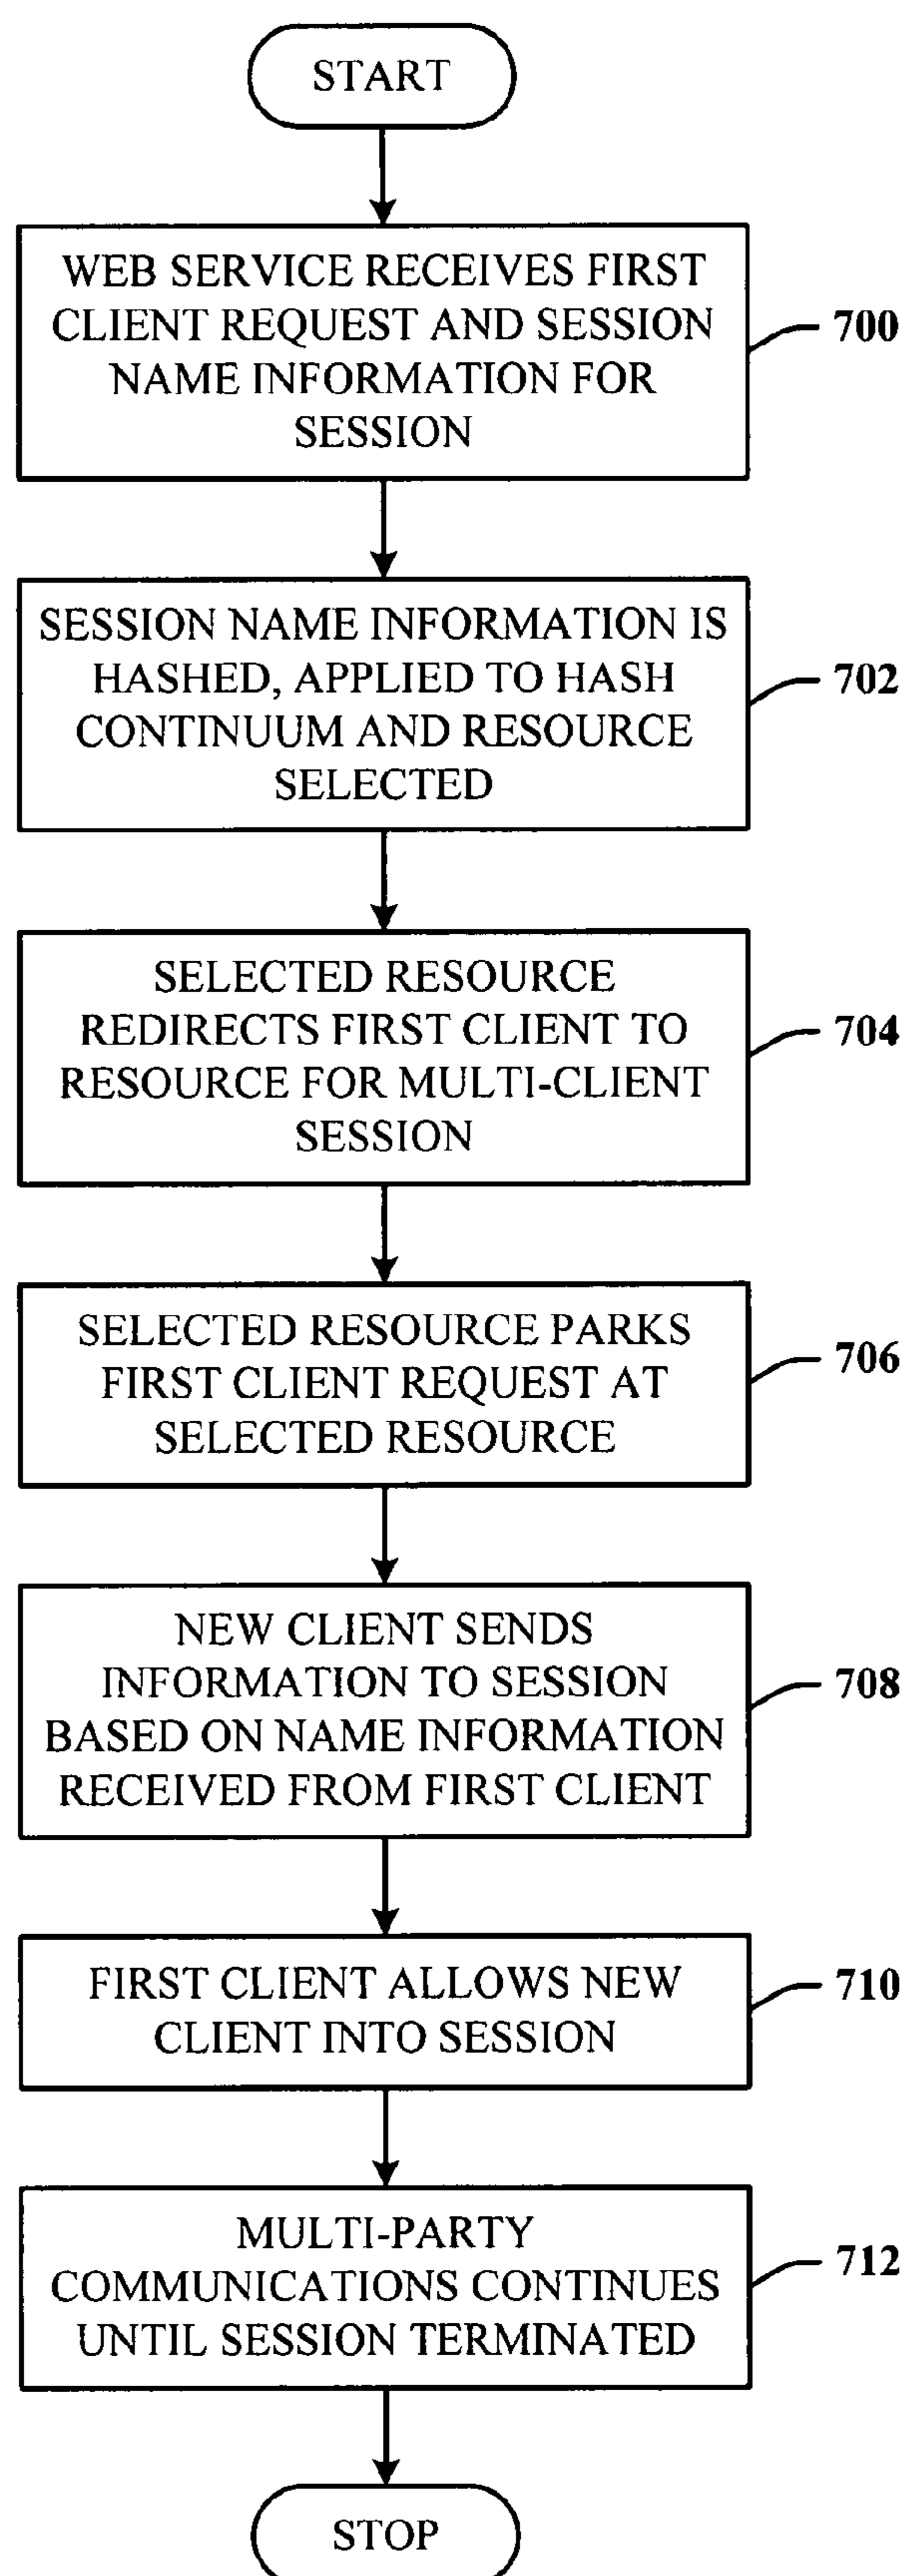 START
WEB SERVICE RECEIVES FIRST
CLIENT REQUEST AND SESSION
NAME INFORMATION FOR
SESSION
700
SESSION NAME INFORMATION IS
HASHED, APPLIED TO HASH
CONTINUUM AND RESOURCE
SELECTED
702
SELECTED RESOURCE
REDIRECTS FIRST CLIENT TO
RESOURCE FOR MULTI-CLIENT
SESSION
704
SELECTED RESOURCE PARKS
FIRST CLIENT REQUEST AT
SELECTED RESOURCE
706
NEW CLIENT SENDS
INFORMATION TO SESSION
BASED ON NAME INFORMATION
RECEIVED FROM FIRST CLIENT
708
FIRST CLIENT ALLOWS NEW
CLIENT INTO SESSION
710
MULTI-PARTY
COMMUNICATIONS CONTINUES
UNTIL SESSION TERMINATED
712
STOP